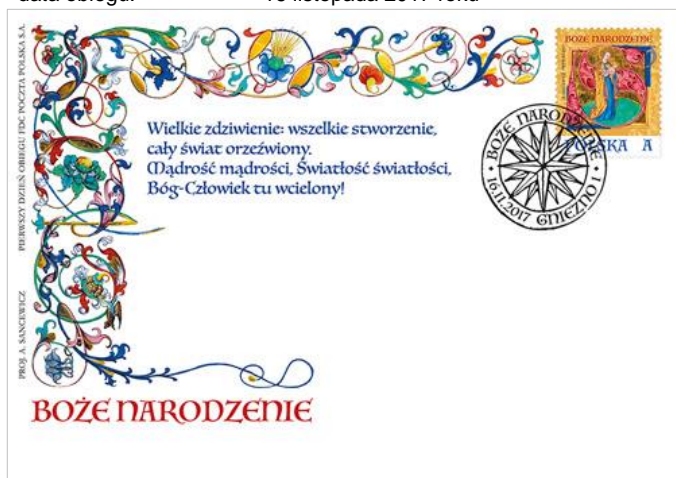 data obiegu: 16 listopada 2017 roku
PIERWSZY DZIEŃ OBIEGU FDC POCZTA POLSKA S.A.
PROJ. A. SANCEWICZ
Wielkie zdziwienie: wszelkie stworzenie,
cały świat orzeźwiony.
Mądrość mądrości, Światłość światłości,
Bóg-Człowiek tu wcielony!
BOŻE NARODZENIE
POLSKA A
BOŻE NARODZENIE
16.11.2017 GNIEZNO 1
BOŻE NARODZENIE